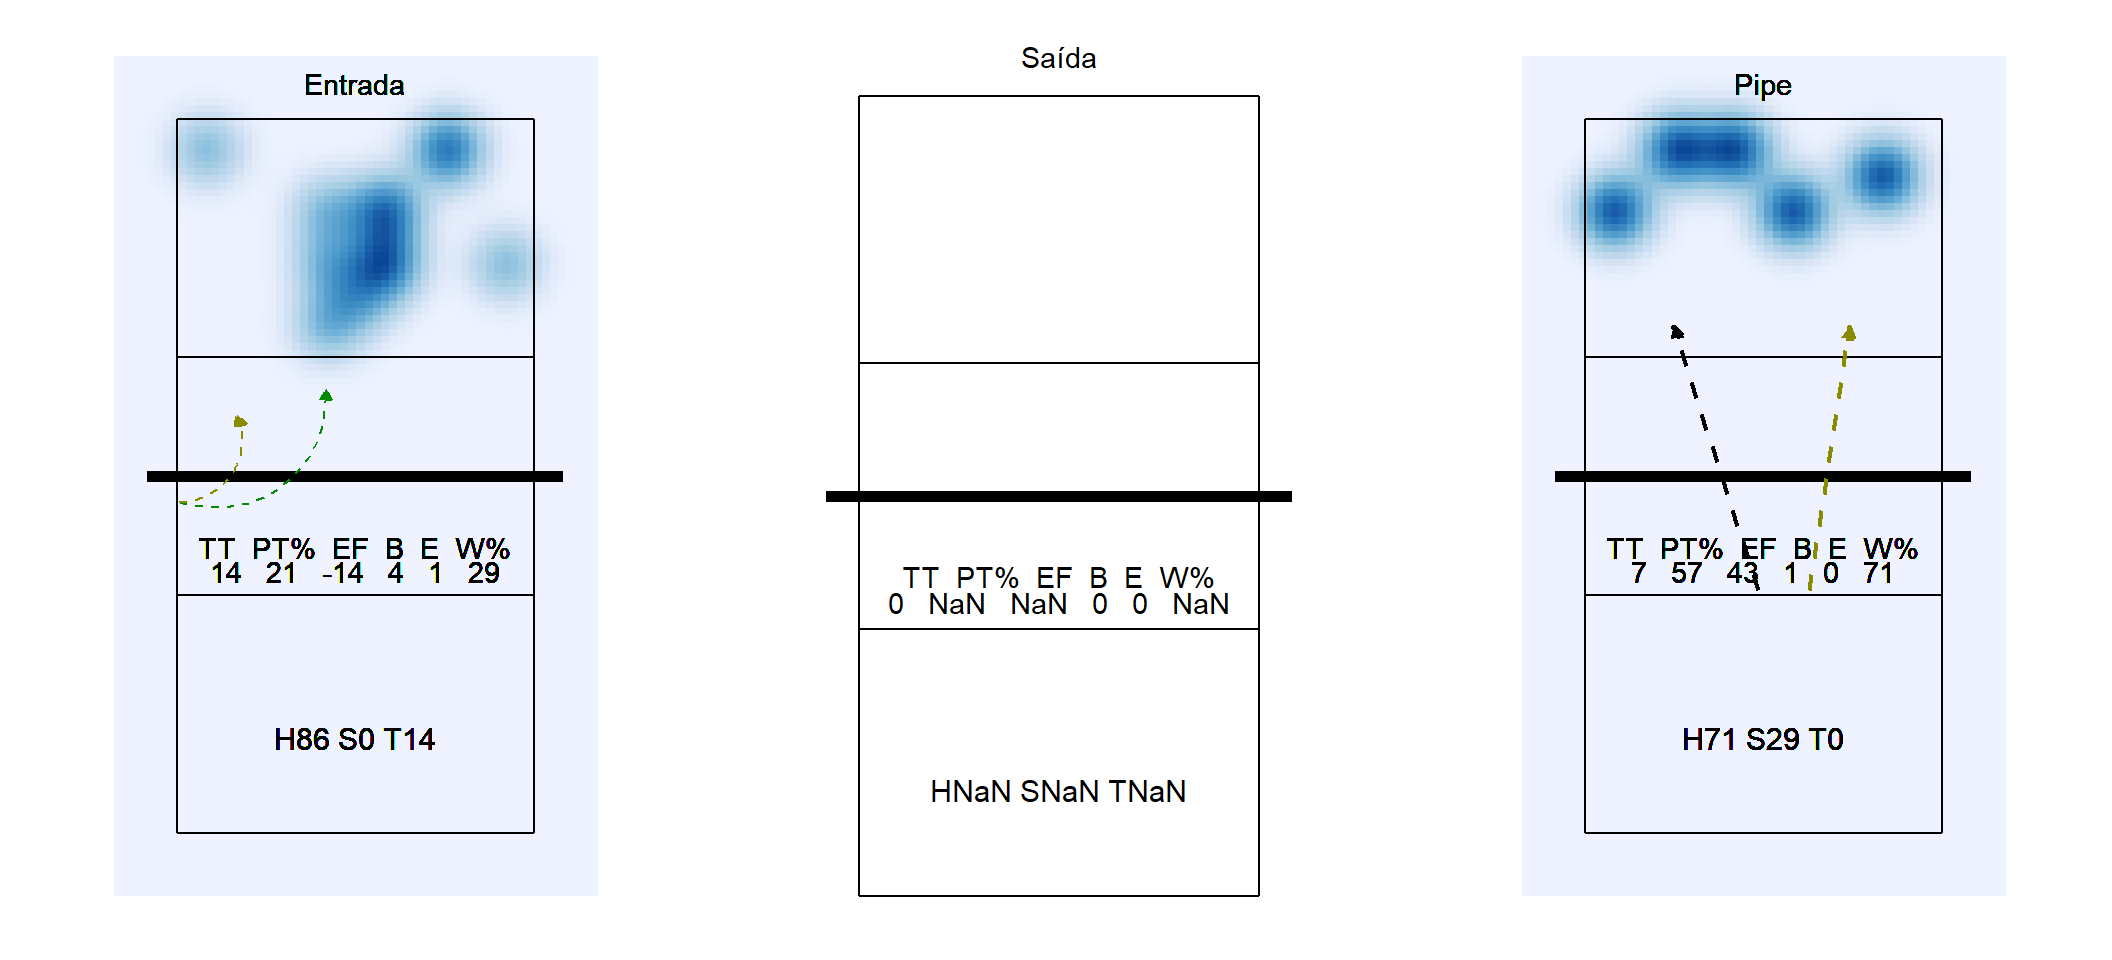 Entrada
TT PT% EF B E W%
14 21 -14 4 1 29
H86 S0 T14
Saída
TT PT% EF B E W%
0 NaN NaN 0 0 NaN
HNaN SNaN TNaN
Pipe
TT PT% EF B E W%
7 57 43 1 0 71
H71 S29 T0